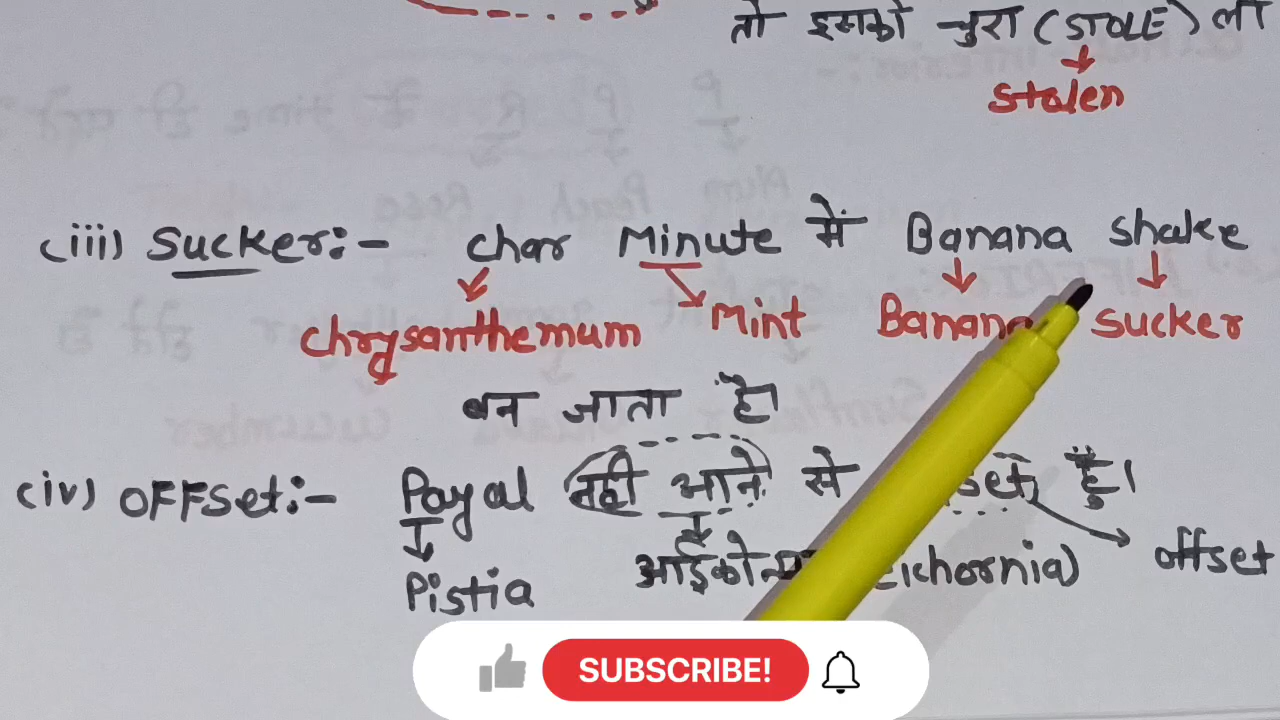 तो इसको चुरा (STOLE) ली
Stolen
(iii) Sucker:- Char Minute में Banana shake
Chrysanthemum Mint Banana Sucker
बन जाता है।
(iv) OFFset:- Payal नहीं आने से set हूँ।
Pistia offset
SUBSCRIBE!